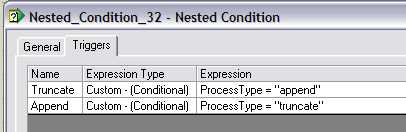 Nested_Condition_32 - Nested Condition
General Triggers
Name Expression Type Expression
Truncate Custom - (Conditional) ProcessType = "append"
Append Custom - (Conditional) ProcessType = "truncate"